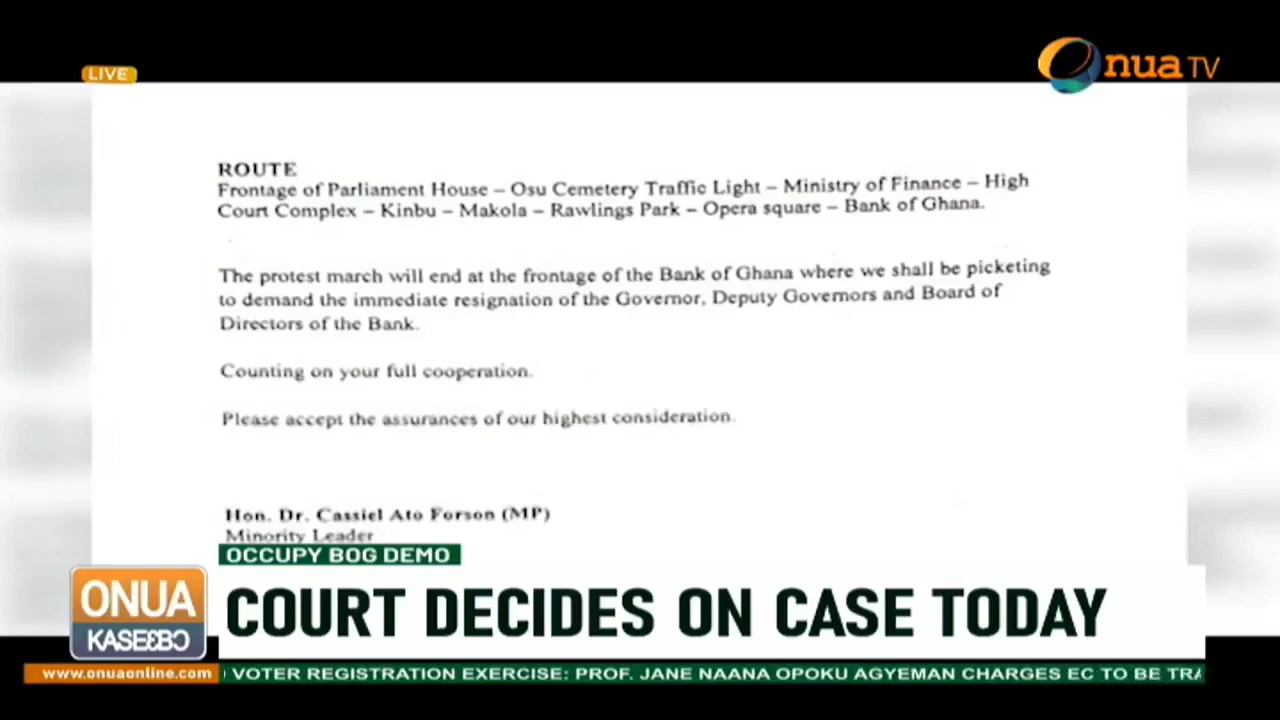 LIVE
Onua TV
ROUTE
Frontage of Parliament House – Osu Cemetery Traffic Light – Ministry of Finance – High
Court Complex – Kinbu – Makola – Rawlings Park – Opera square – Bank of Ghana.
The protest march will end at the frontage of the Bank of Ghana where we shall be picketing
to demand the immediate resignation of the Governor, Deputy Governors and Board of
Directors of the Bank.
Counting on your full cooperation.
Please accept the assurances of our highest consideration.
Hon. Dr. Cassiel Ato Forson (MP)
Minority Leader
OCCUPY BOG DEMO
ONUA
KASEƐBƆ
COURT DECIDES ON CASE TODAY
www.onuaonline.com
VOTER REGISTRATION EXERCISE: PROF. JANE NAANA OPOKU AGYEMAN CHARGES EC TO BE TRA